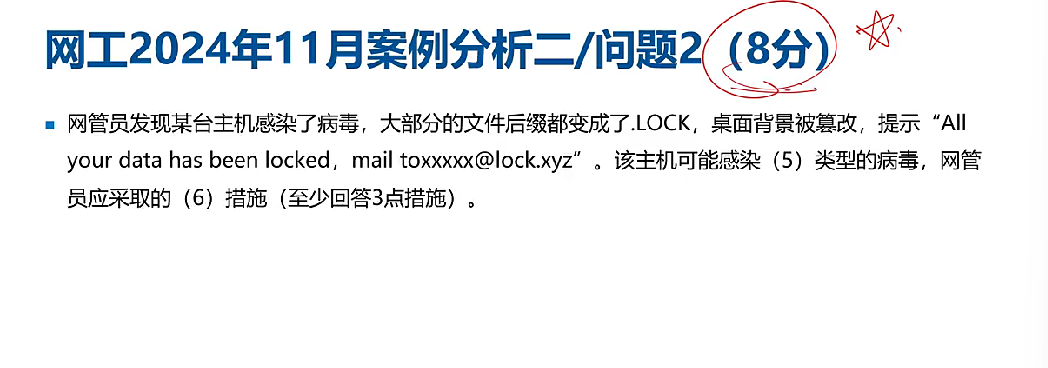 网工2024年11月案例分析二/问题2（8分）
网管员发现某台主机感染了病毒，大部分的文件后缀都变成了.LOCK，桌面背景被篡改，提示“All
your data has been locked，mail toxxxxx@lock.xyz”。该主机可能感染（5）类型的病毒，网管
员应采取的（6）措施（至少回答3点措施）。